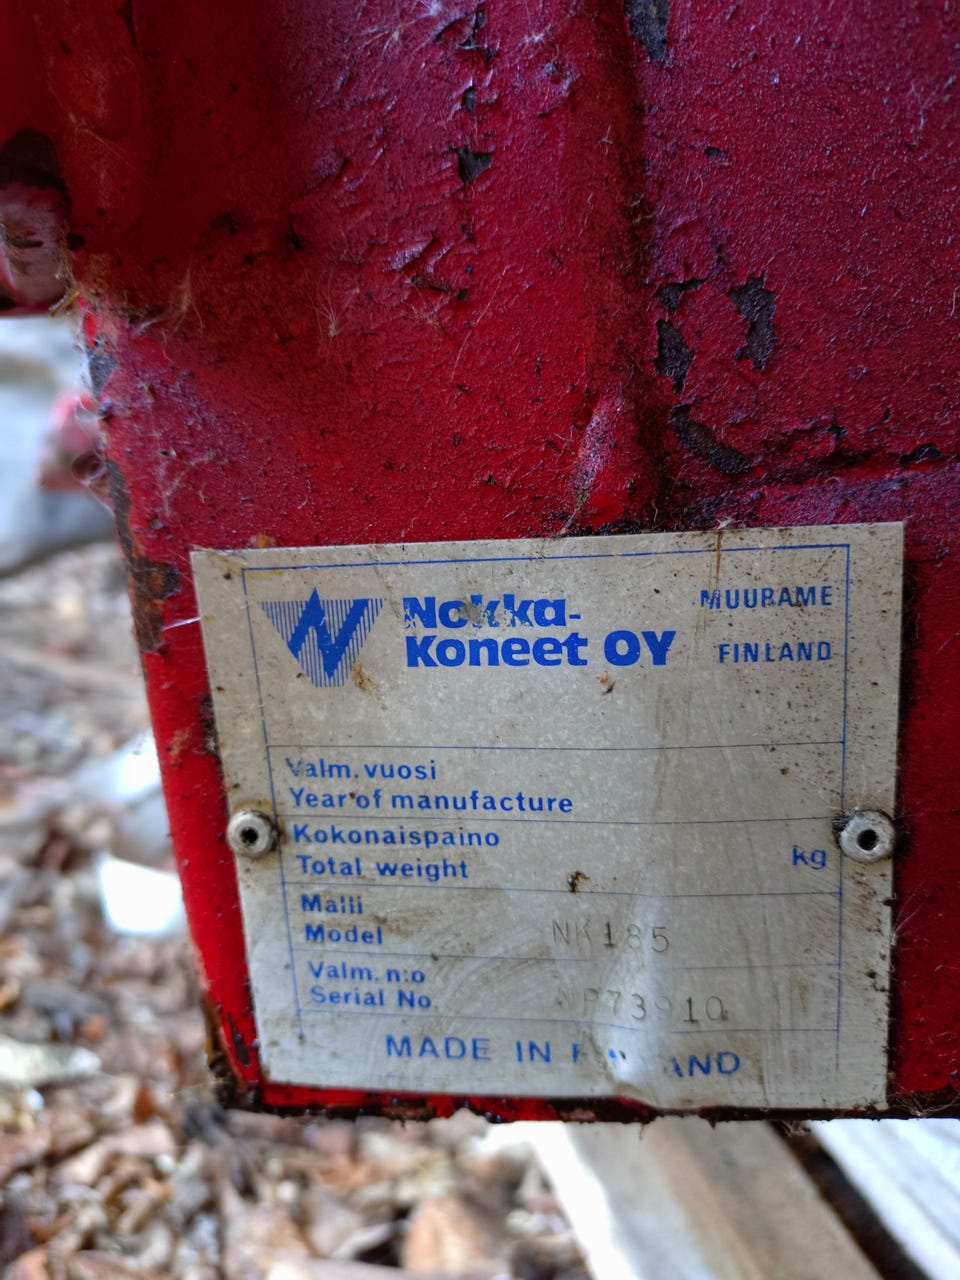 Nokka-
Koneet OY
MUURAME
FINLAND
Valm. vuosi
Year of manufacture
Kokonaispaino
Total weight kg
Malli
Model NK185
Valm. n:o
Serial No.
MADE IN FINLAND